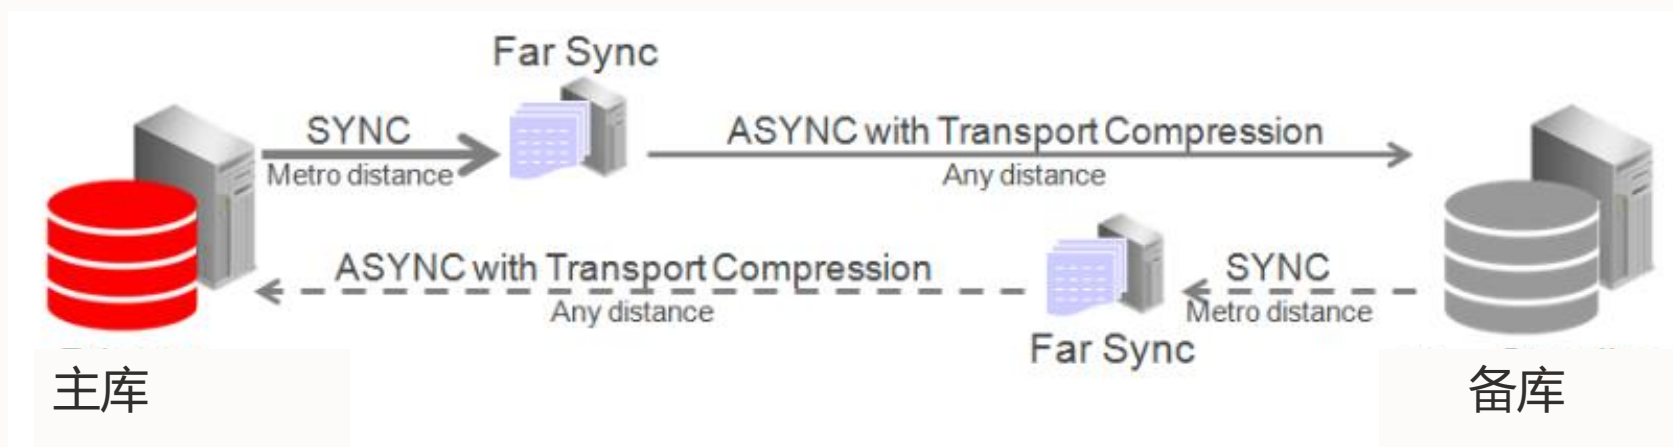 Far Sync
SYNC
Metro distance
ASYNC with Transport Compression
Any distance
ASYNC with Transport Compression
Any distance
SYNC
Metro distance
Far Sync
主库
备库